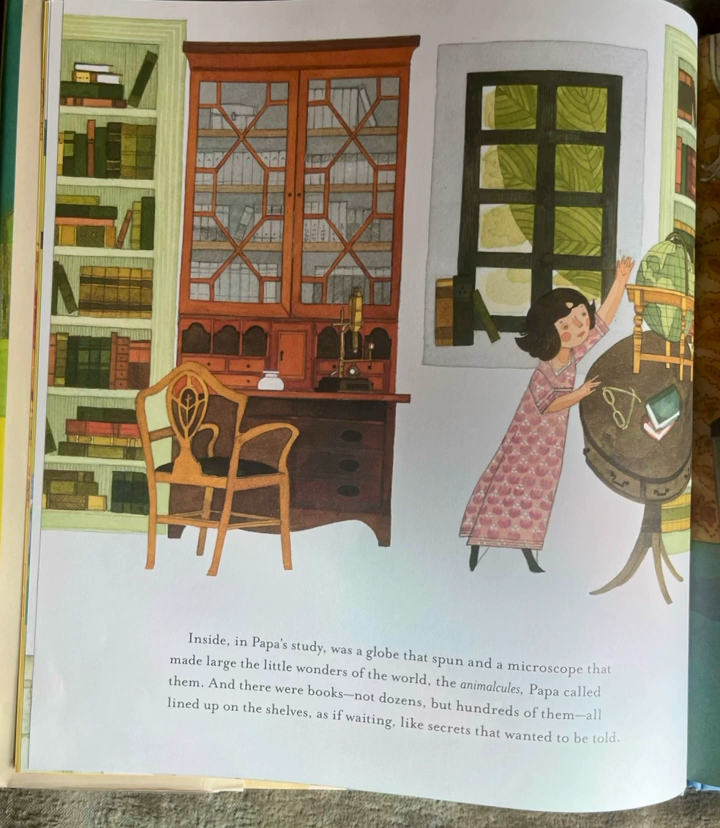 Inside, in Papa's study, was a globe that spun and a microscope that
made large the little wonders of the world, the animalcules, Papa called
them. And there were books—not dozens, but hundreds of them—all
lined up on the shelves, as if waiting, like secrets that wanted to be told.